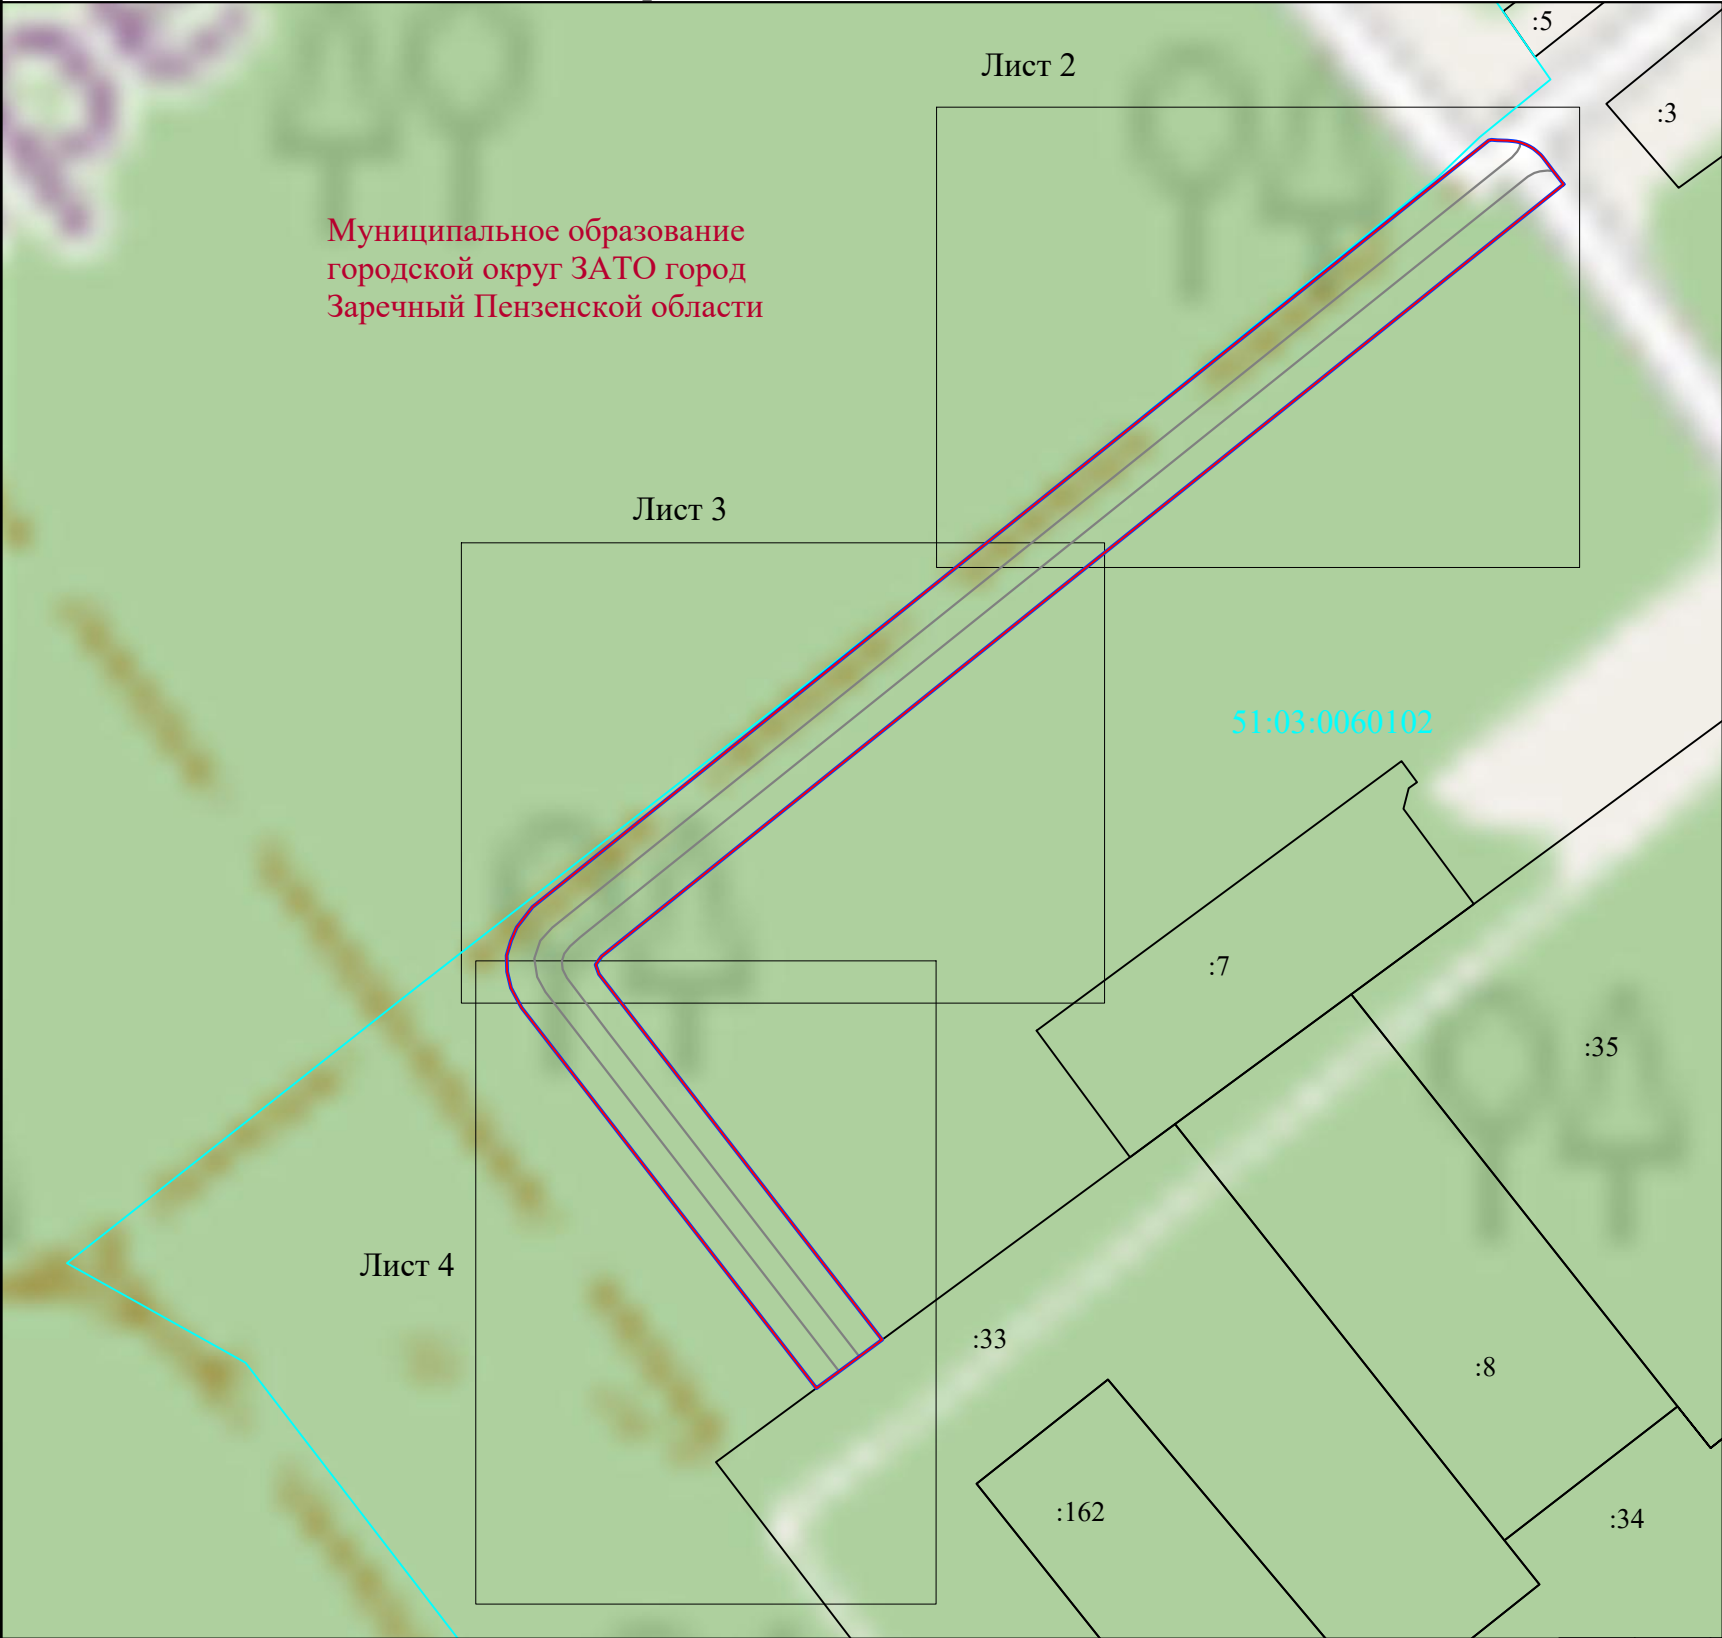 :5
Лист 2
:3
Муниципальное образование
городской округ ЗАТО город
Заречный Пензенской области
Лист 3
51:03:0060102
:7
:35
Лист 4
:33
:8
:162
:34